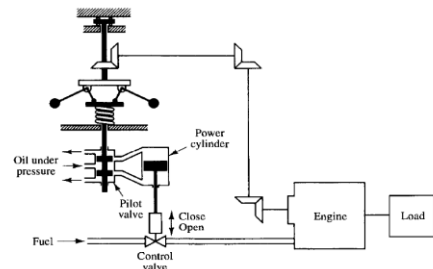 Power
cylinder
Oil under
pressure
Pilot
valve
Close
Open
Engine
Load
Fuel
Control
valve